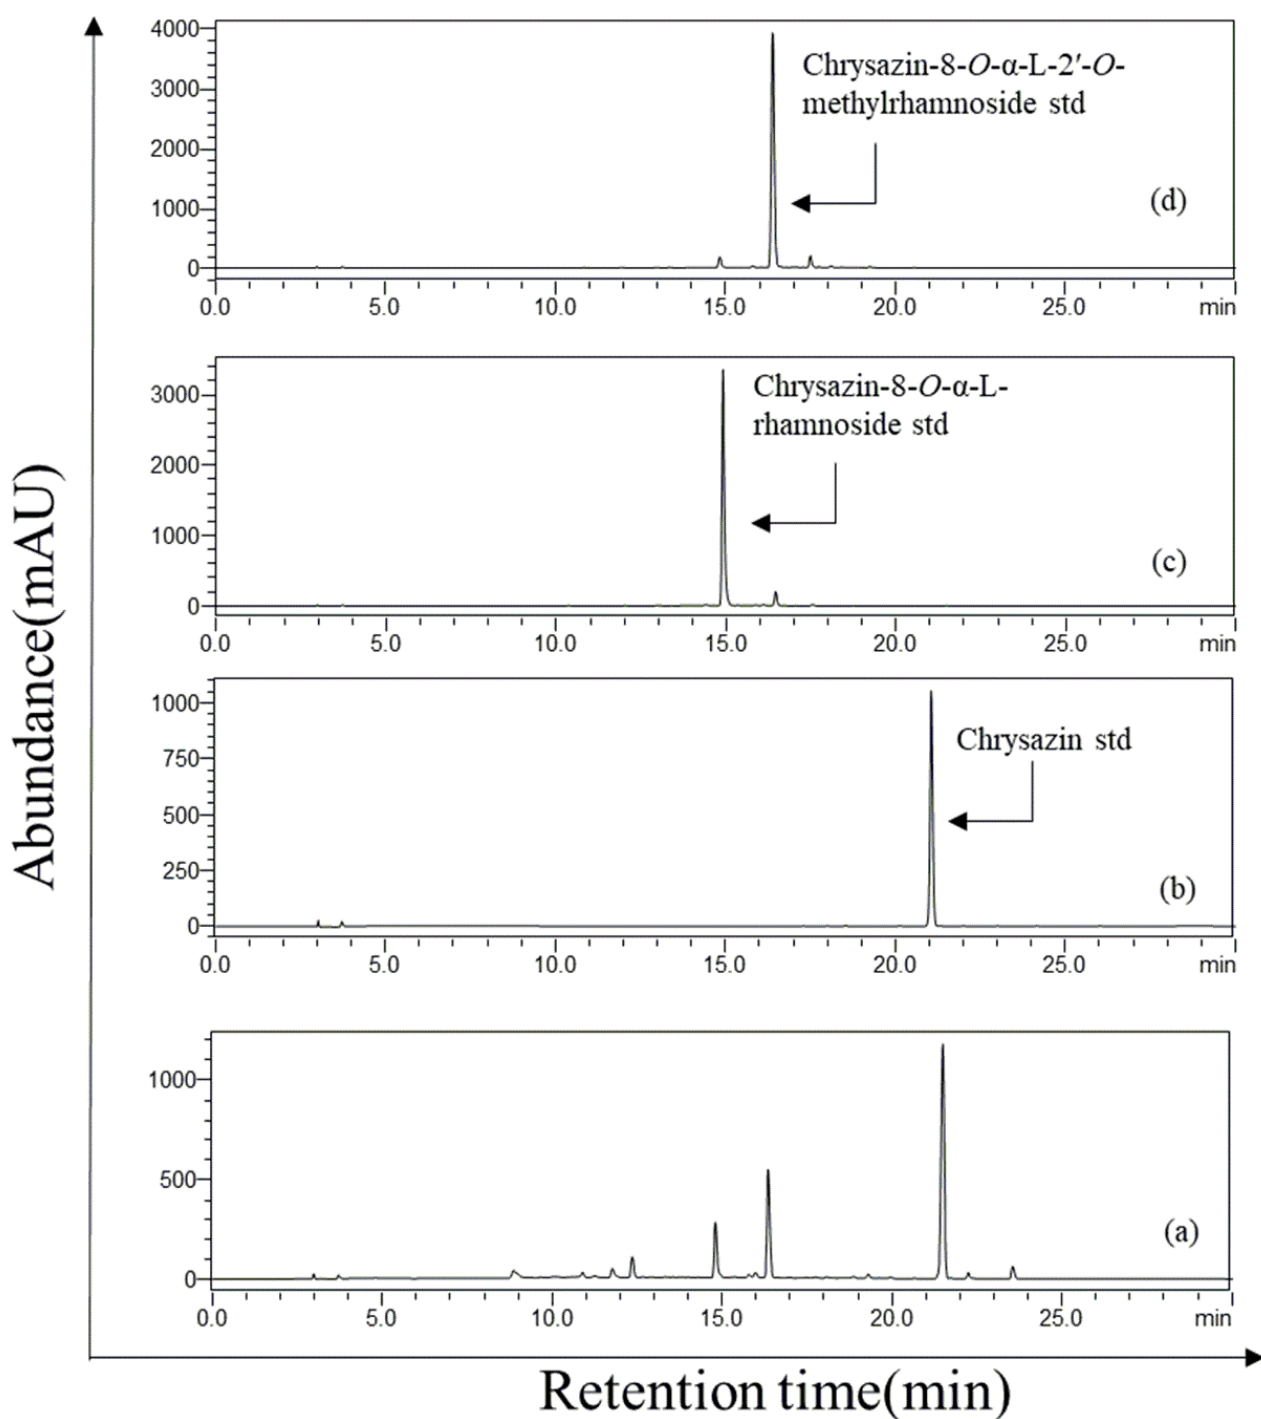 Abundance(mAU)
4000
3000
2000
1000
0
Chrysazin-8-O-α-L-2′-O-
methylrhamnoside std
(d)
0.0 5.0 10.0 15.0 20.0 25.0 min
3000
2000
1000
0
Chrysazin-8-O-α-L-
rhamnoside std
(c)
0.0 5.0 10.0 15.0 20.0 25.0 min
1000
750
500
250
0
Chrysazin std
(b)
0.0 5.0 10.0 15.0 20.0 25.0 min
1000
500
0
(a)
0.0 5.0 10.0 15.0 20.0 25.0 min
Retention time(min)